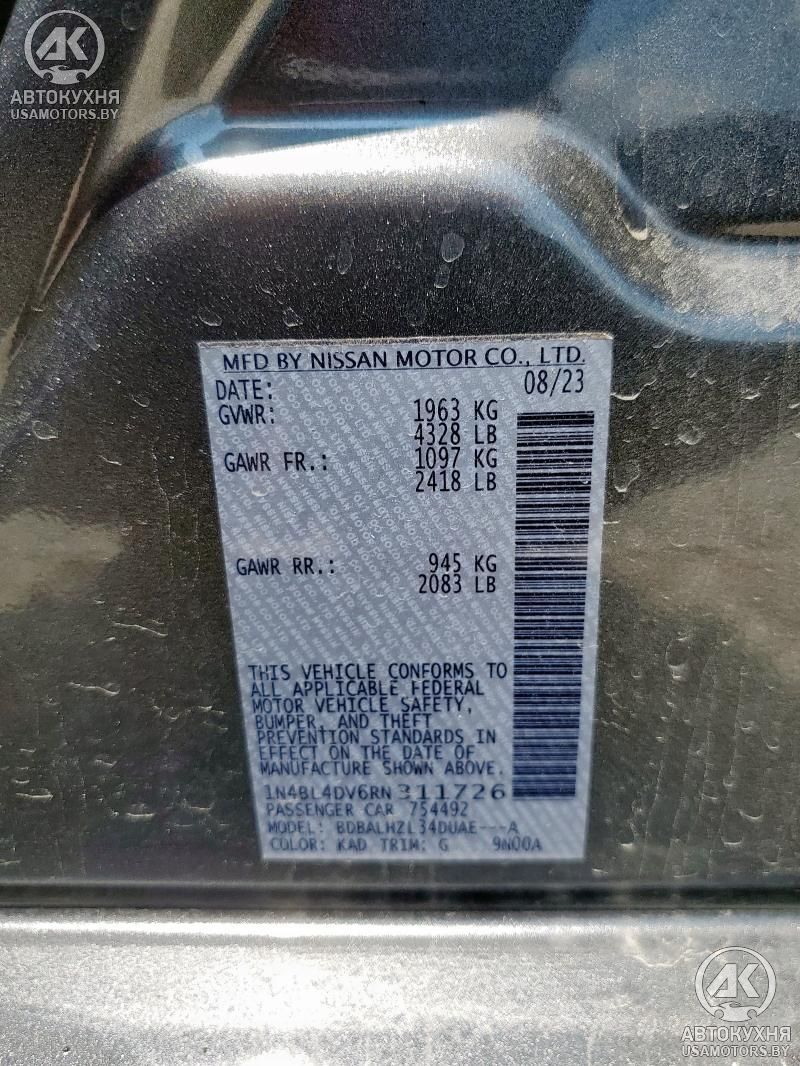 AK
АВТОКУХНЯ
USAMOTORS.BY
MFD BY NISSAN MOTOR CO., LTD.
DATE: 08/23
GVWR: 1963 KG
4328 LB
GAWR FR.: 1097 KG
2418 LB
GAWR RR.: 945 KG
2083 LB
THIS VEHICLE CONFORMS TO
ALL APPLICABLE FEDERAL
MOTOR VEHICLE SAFETY,
BUMPER, AND THEFT
PREVENTION STANDARDS IN
EFFECT ON THE DATE OF
MANUFACTURE SHOWN ABOVE.
1N4BL4DV6RN311726
PASSENGER CAR 754492
MODEL: BDBALHZL34DUAE---A
COLOR: KAD TRIM: G 9N00A
AK
АВТОКУХНЯ
USAMOTORS.BY